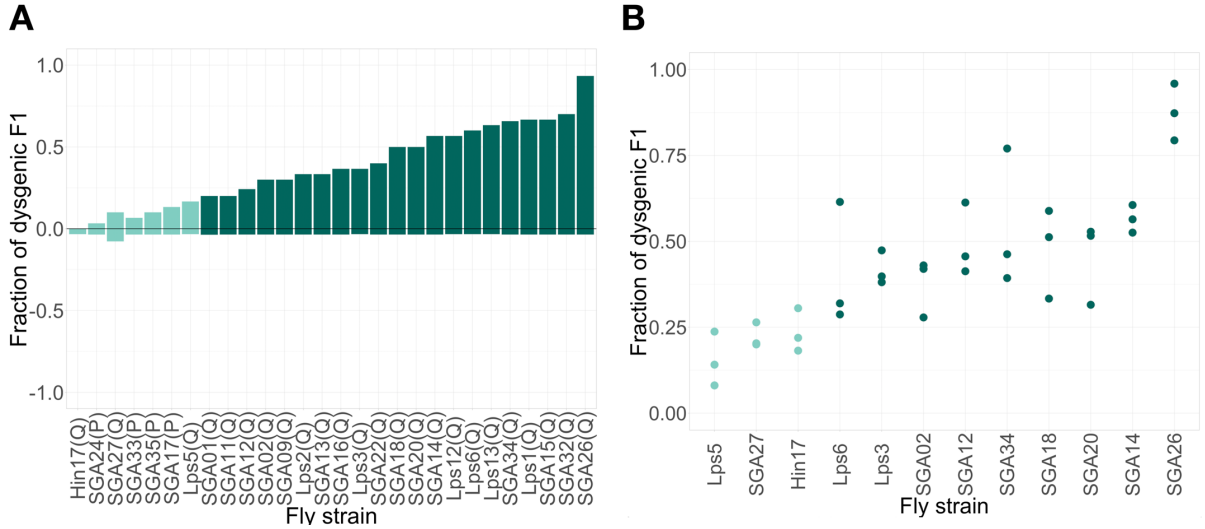 A
Fraction of dysgenic F1
1.0
0.5
0.0
-0.5
-1.0
Hin17(Q)
SGA24(P)
SGA27(Q)
SGA33(P)
SGA35(P)
SGA17(P)
Lps5(Q)
SGA01(Q)
SGA11(Q)
SGA12(Q)
SGA02(Q)
SGA09(Q)
Lps2(Q)
SGA13(Q)
SGA16(Q)
Lps3(Q)
SGA22(Q)
SGA18(Q)
SGA20(Q)
SGA14(Q)
Lps12(Q)
Lps6(Q)
Lps13(Q)
SGA34(Q)
Lps1(Q)
SGA15(Q)
SGA32(Q)
SGA26(Q)
Fly strain
B
Fraction of dysgenic F1
1.00
0.75
0.50
0.25
0.00
Lps5
SGA27
Hin17
Lps6
Lps3
SGA02
SGA12
SGA34
SGA18
SGA20
SGA14
SGA26
Fly strain